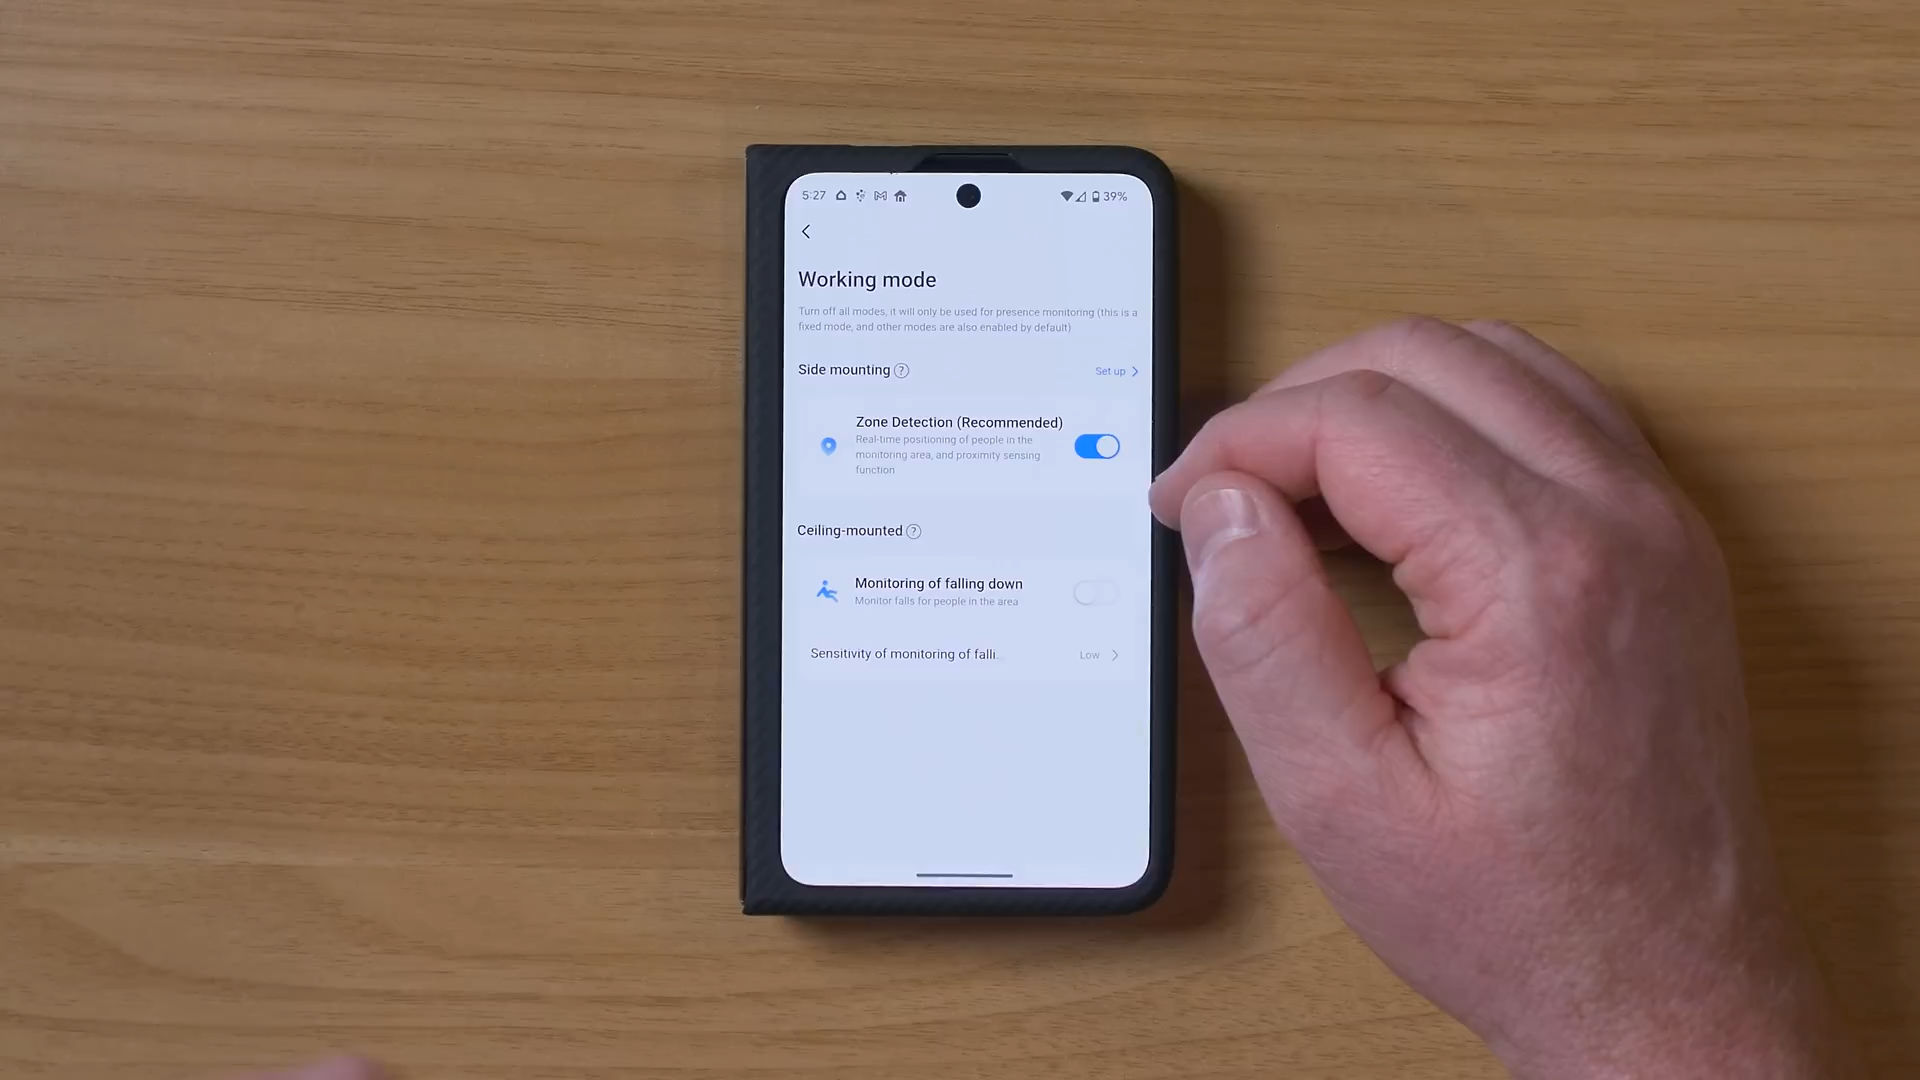 5:27 39%
Working mode
Turn off all modes, it will only be used for presence monitoring (this is a
fixed mode, and other modes are also enabled by default)
Side mounting ? Set up
Zone Detection (Recommended)
Real-time positioning of people in the
monitoring area, and proximity sensing
function
Ceiling-mounted ?
Monitoring of falling down
Monitor falls for people in the area
Sensitivity of monitoring of falli... Low